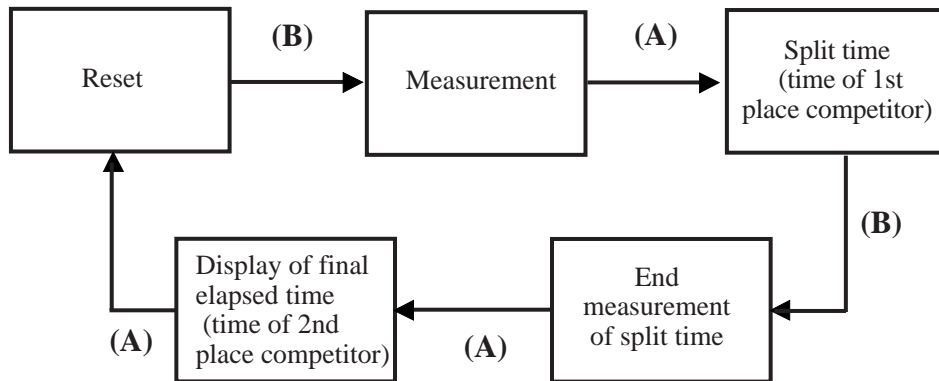 Reset
(B)
Measurement
(A)
Split time
(time of 1st
place competitor)
(B)
End
measurement
of split time
(A)
Display of final
elapsed time
(time of 2nd
place competitor)
(A)